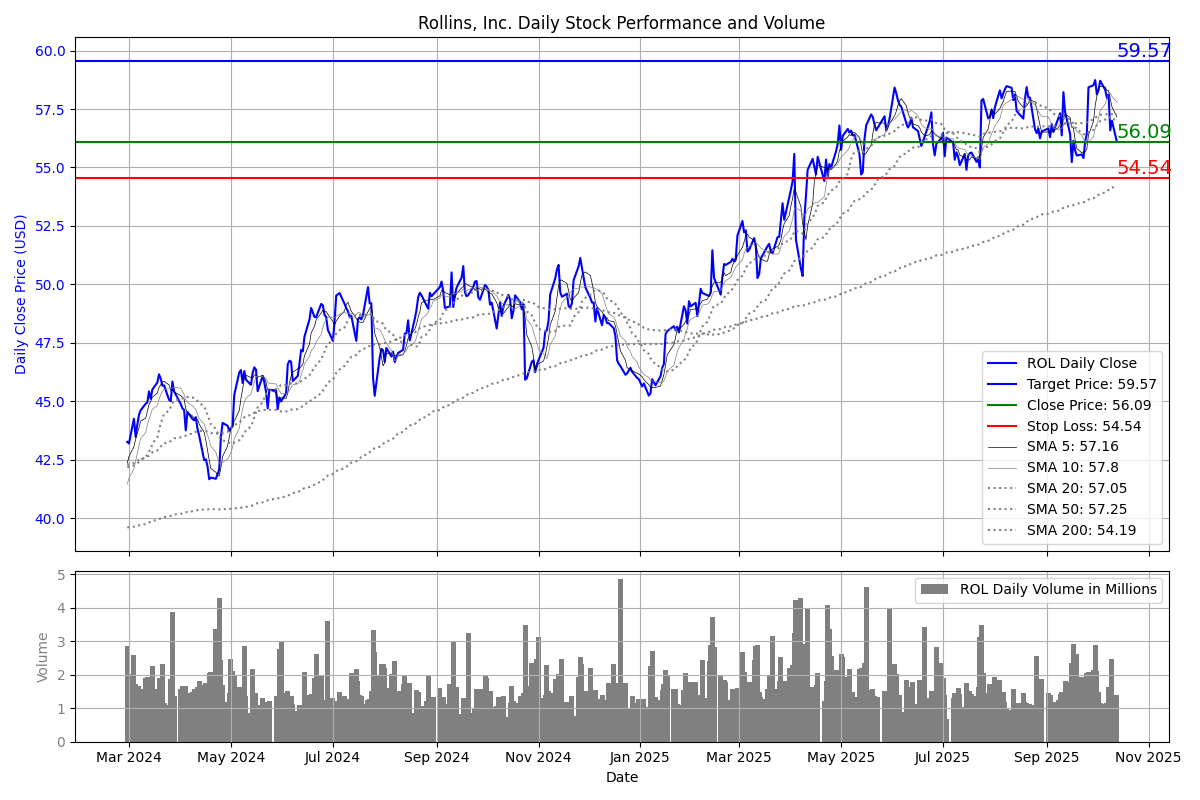 Rollins, Inc. Daily Stock Performance and Volume
Daily Close Price (USD)
60.0
57.5
55.0
52.5
50.0
47.5
45.0
42.5
40.0
59.57
56.09
54.54
ROL Daily Close
Target Price: 59.57
Close Price: 56.09
Stop Loss: 54.54
SMA 5: 57.16
SMA 10: 57.8
SMA 20: 57.05
SMA 50: 57.25
SMA 200: 54.19
Volume
5
4
3
2
1
0
ROL Daily Volume in Millions
Mar 2024 May 2024 Jul 2024 Sep 2024 Nov 2024 Jan 2025 Mar 2025 May 2025 Jul 2025 Sep 2025 Nov 2025
Date